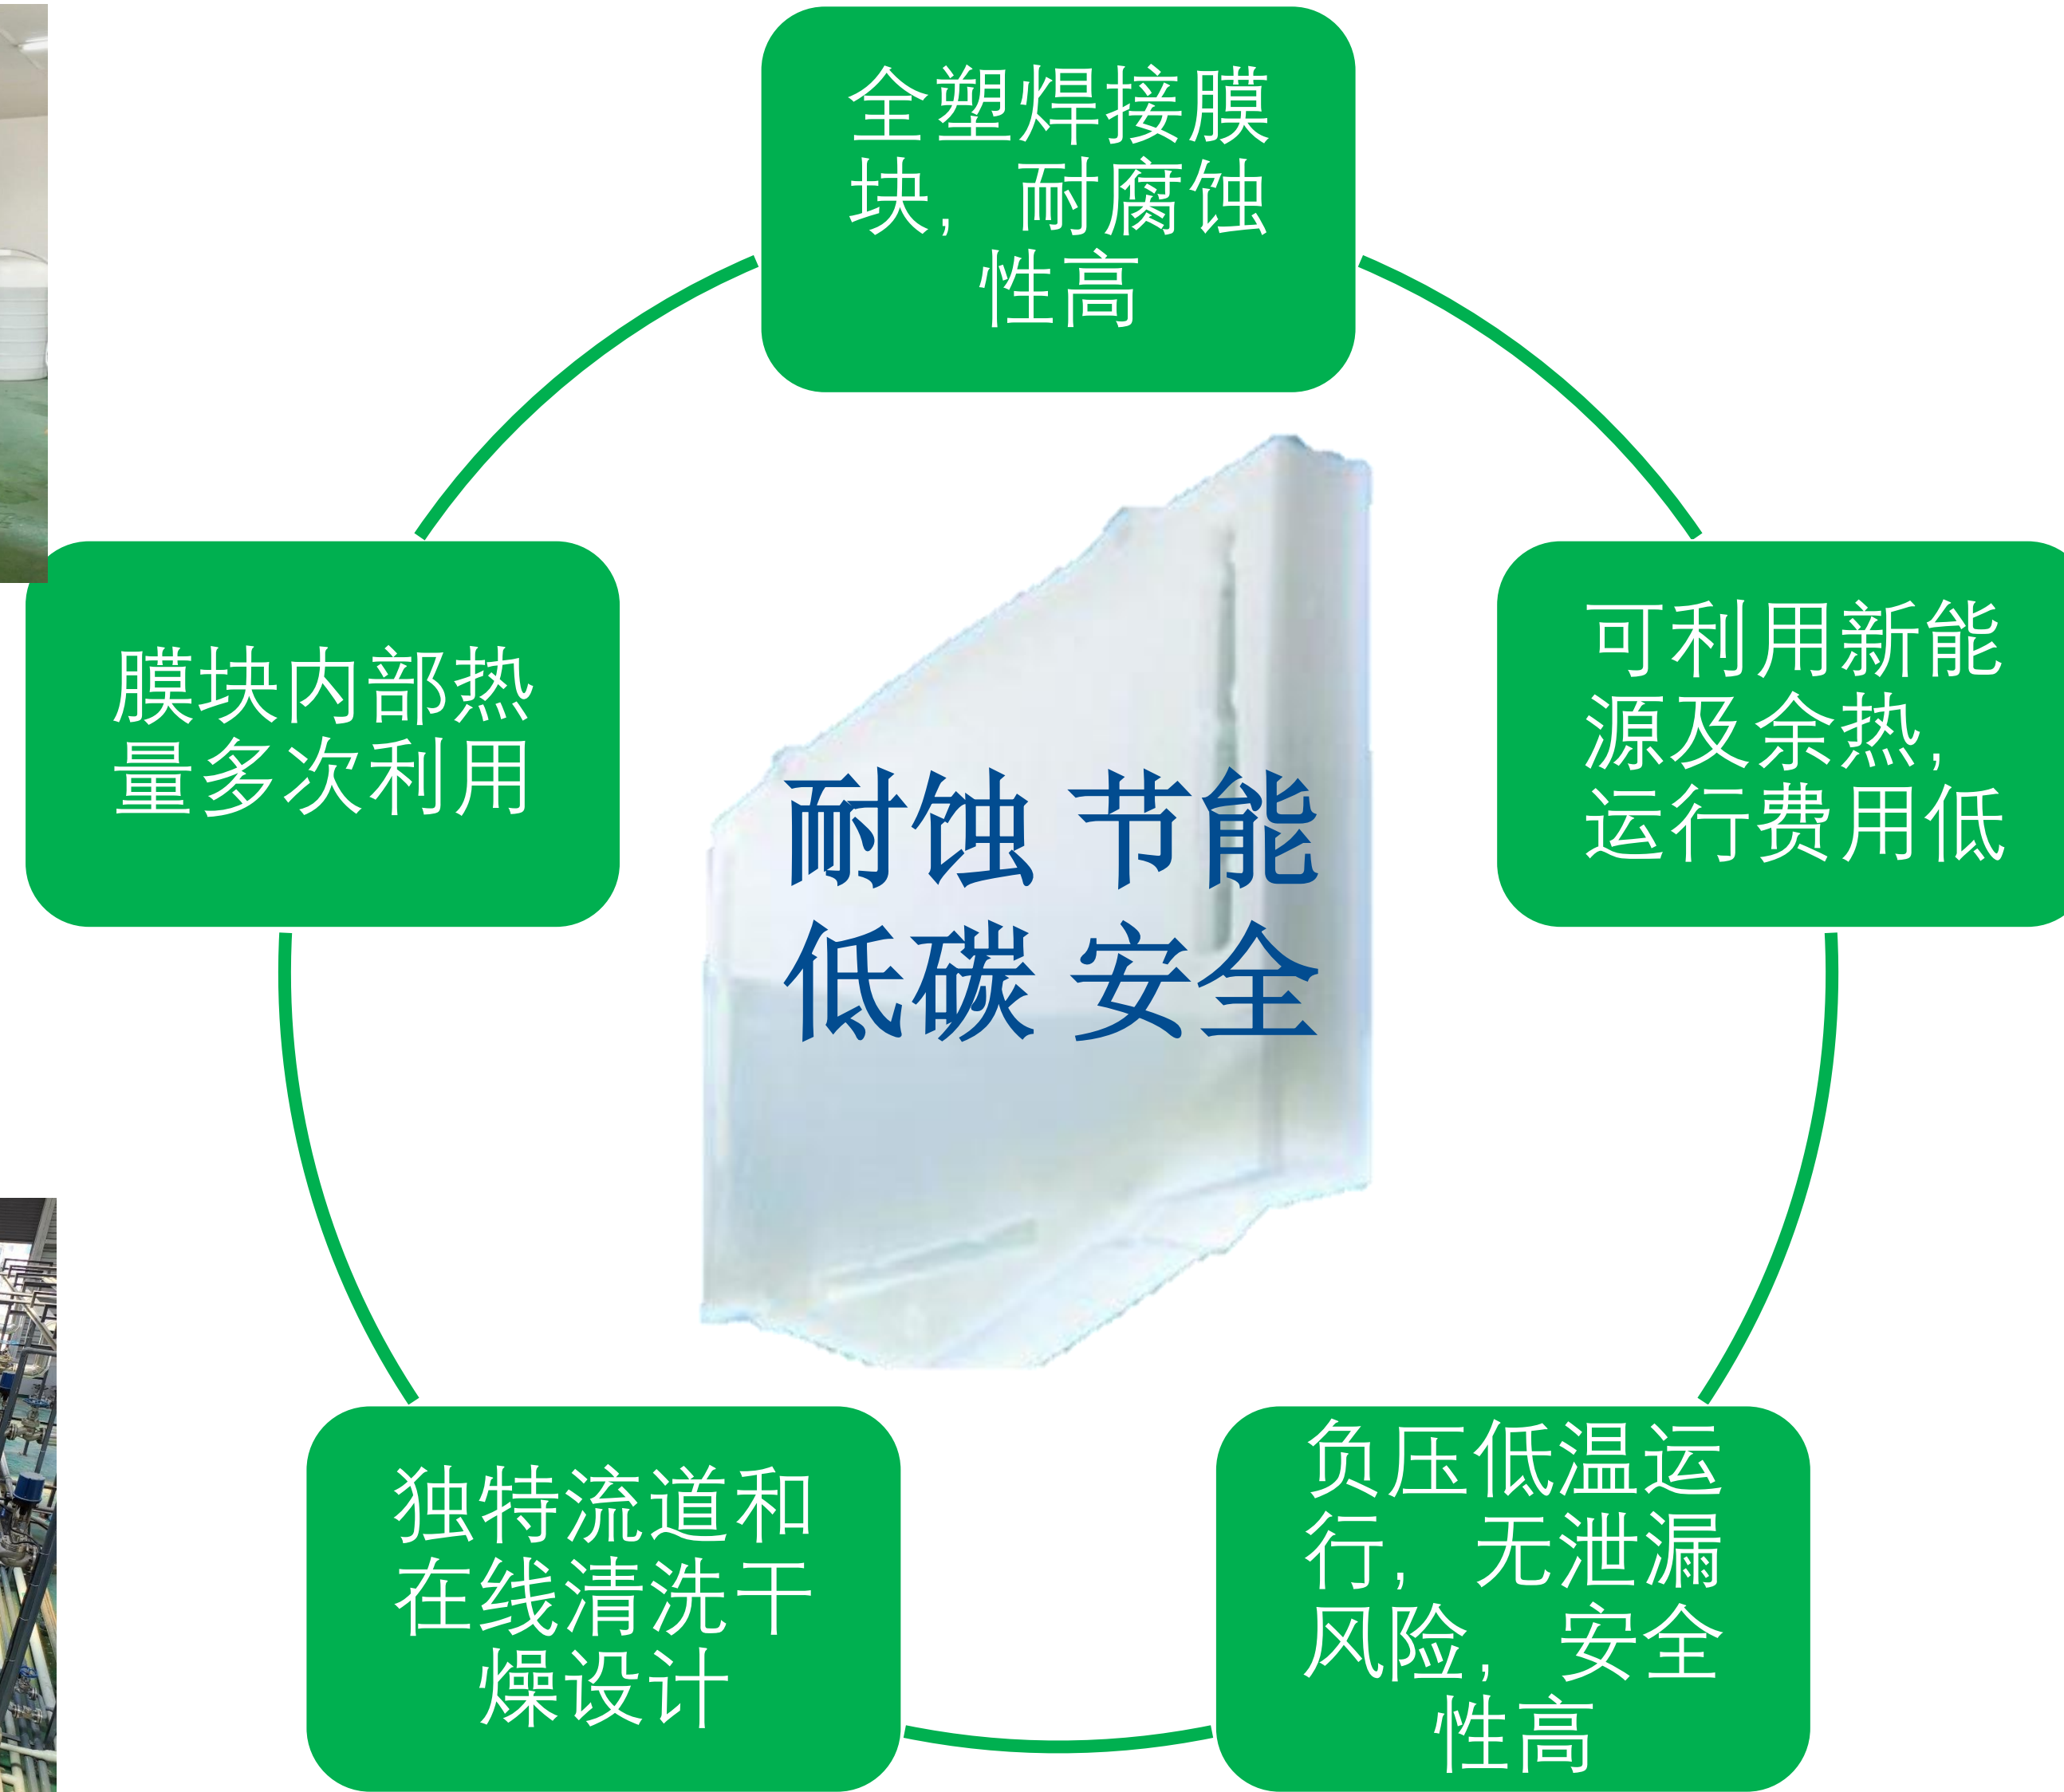 全塑焊接膜
块，耐腐蚀
性高
膜块内部热
量多次利用
可利用新能
源及余热，
运行费用低
耐蚀 节能
低碳 安全
独特流道和
在线清洗干
燥设计
负压低温运
行，无泄漏
风险，安全
性高